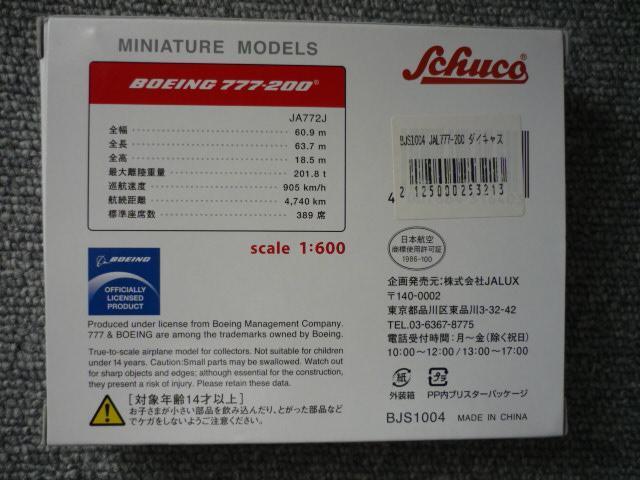 MINIATURE MODELS
Schuco®
BOEING 777-200®
JA772J
全幅 60.9 m
全長 63.7 m
全高 18.5 m
最大離陸重量 201.8 t
巡航速度 905 km/h
航続距離 4,740 km
標準座席数 389 席
scale 1:600
BJS1004 JAL777-200 ダイキャス
2 125000 253213
BOEING
OFFICIALLY
LICENSED
PRODUCT
日本航空
商標使用許可証
1986-100
企画発売元:株式会社JALUX
〒140-0002
東京都品川区東品川3-32-42
TEL.03-6367-8775
電話受付時間:月~金(除く祝日)
10:00~12:00/13:00~17:00
Produced under license from Boeing Management Company.
777 & BOEING are among the trademarks owned by Boeing.
True-to-scale airplane model for collectors. Not suitable for children
under 14 years. Caution:Small parts may be swallowed. Watch out
for sharp objects and edges; although essential for the construction,
they present a risk of injury. Please retain these data.
[対象年齢14才以上]
お子さまが小さい部品を飲み込んだり、とがった部品など
でケガをしないようご注意ください。
紙
外装箱
プラ
PP内ブリスターパッケージ
BJS1004 MADE IN CHINA